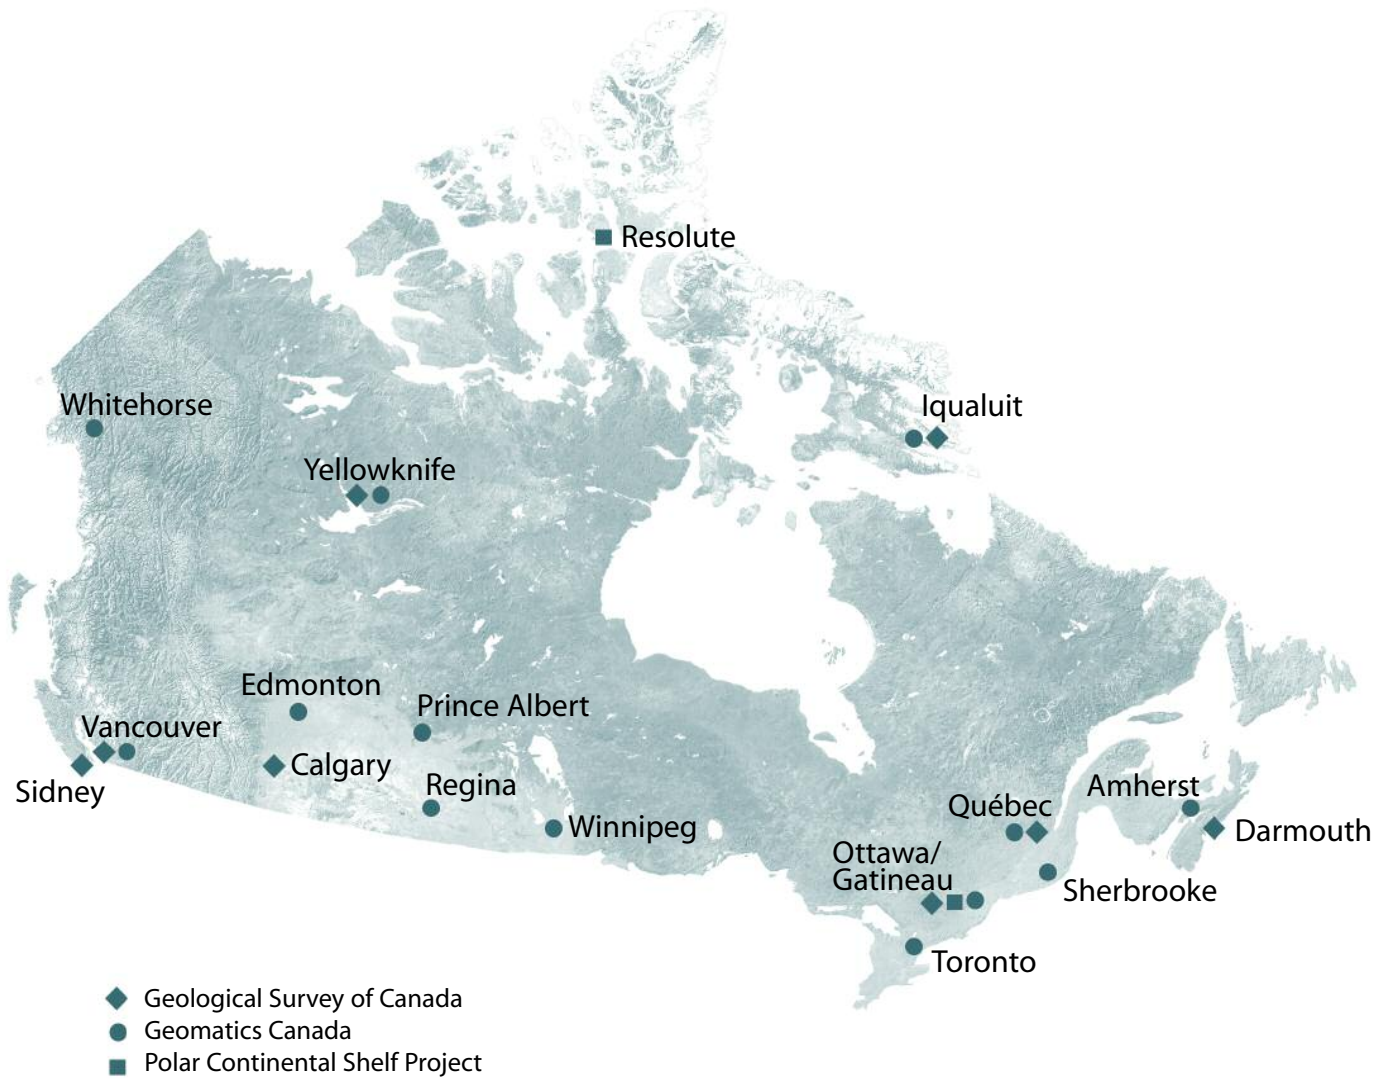 Resolute
Whitehorse
Iqualuit
Yellowknife
Edmonton
Prince Albert
Vancouver
Calgary
Sidney
Regina
Amherst
Québec
Winnipeg
Darmouth
Ottawa/
Gatineau
Sherbrooke
Toronto
Geological Survey of Canada
Geomatics Canada
Polar Continental Shelf Project